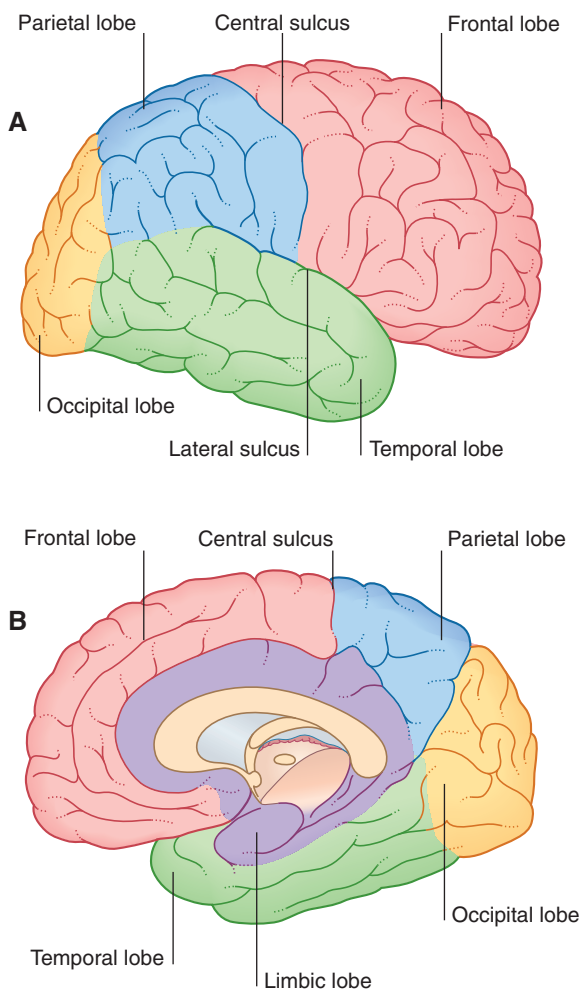 Parietal lobe
Central sulcus
Frontal lobe
A
Occipital lobe
Lateral sulcus
Temporal lobe
Frontal lobe
Central sulcus
Parietal lobe
B
Occipital lobe
Temporal lobe
Limbic lobe